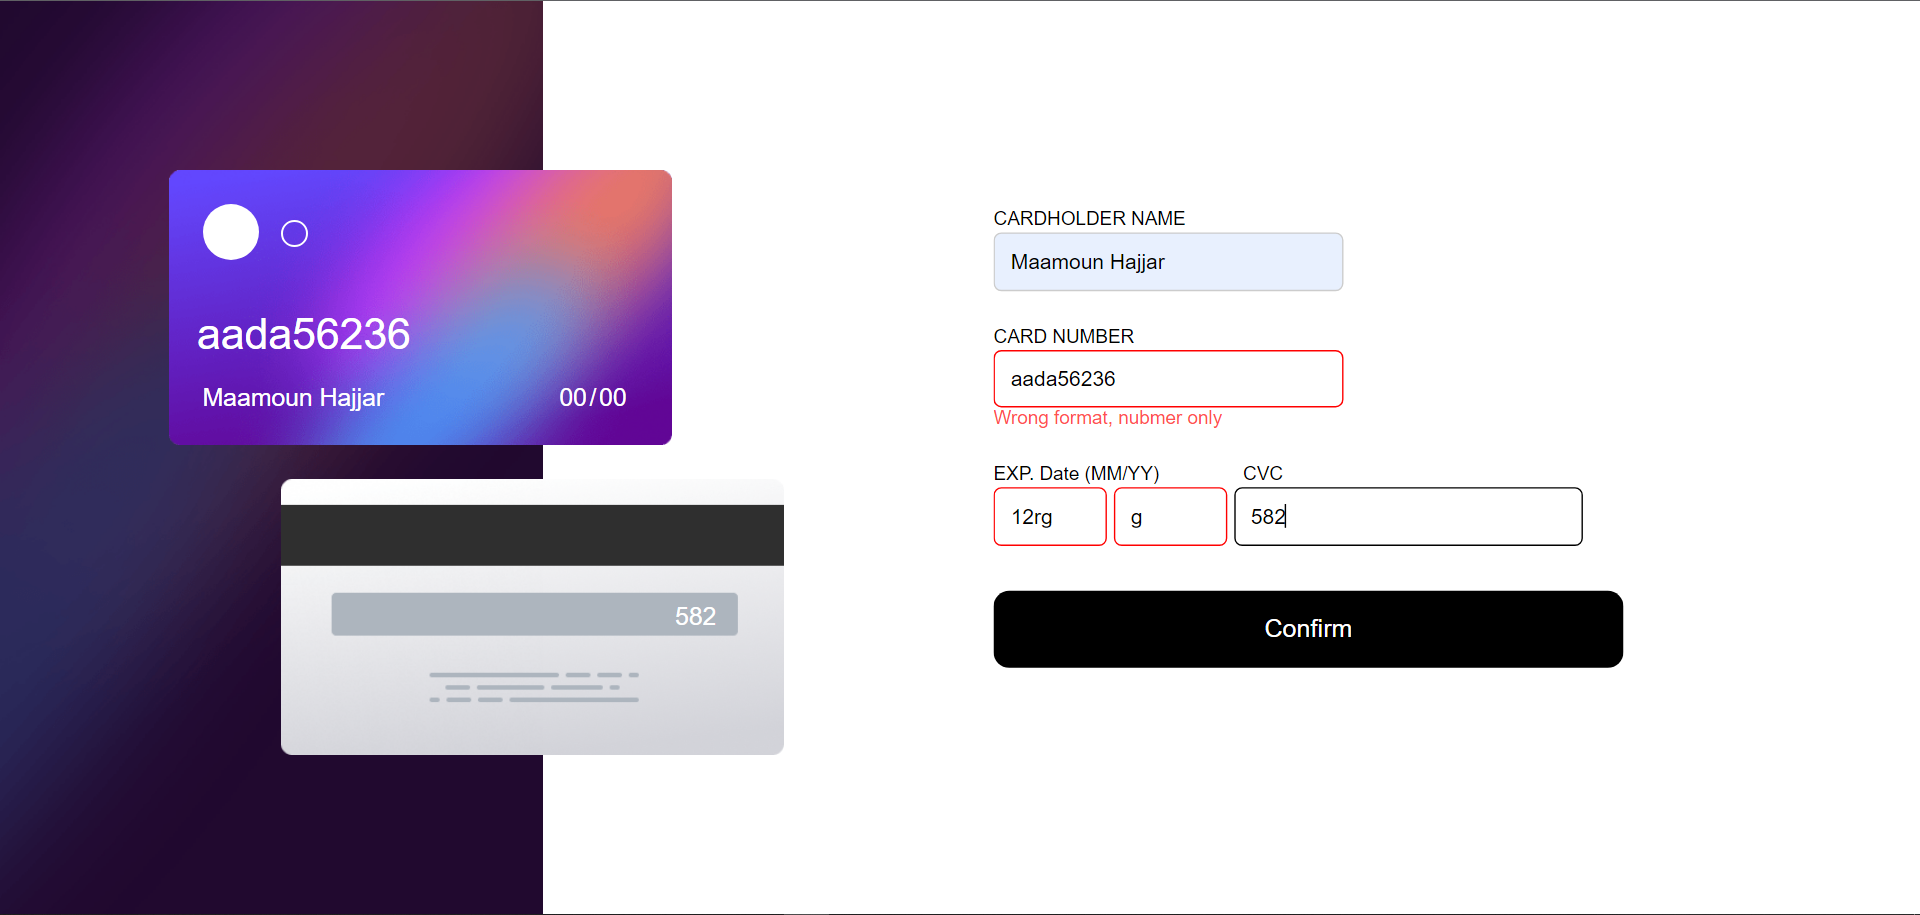 aada56236
Maamoun Hajjar 00/00
582
CARDHOLDER NAME
Maamoun Hajjar
CARD NUMBER
aada56236
Wrong format, nubmer only
EXP. Date (MM/YY) CVC
12rg g 582
Confirm